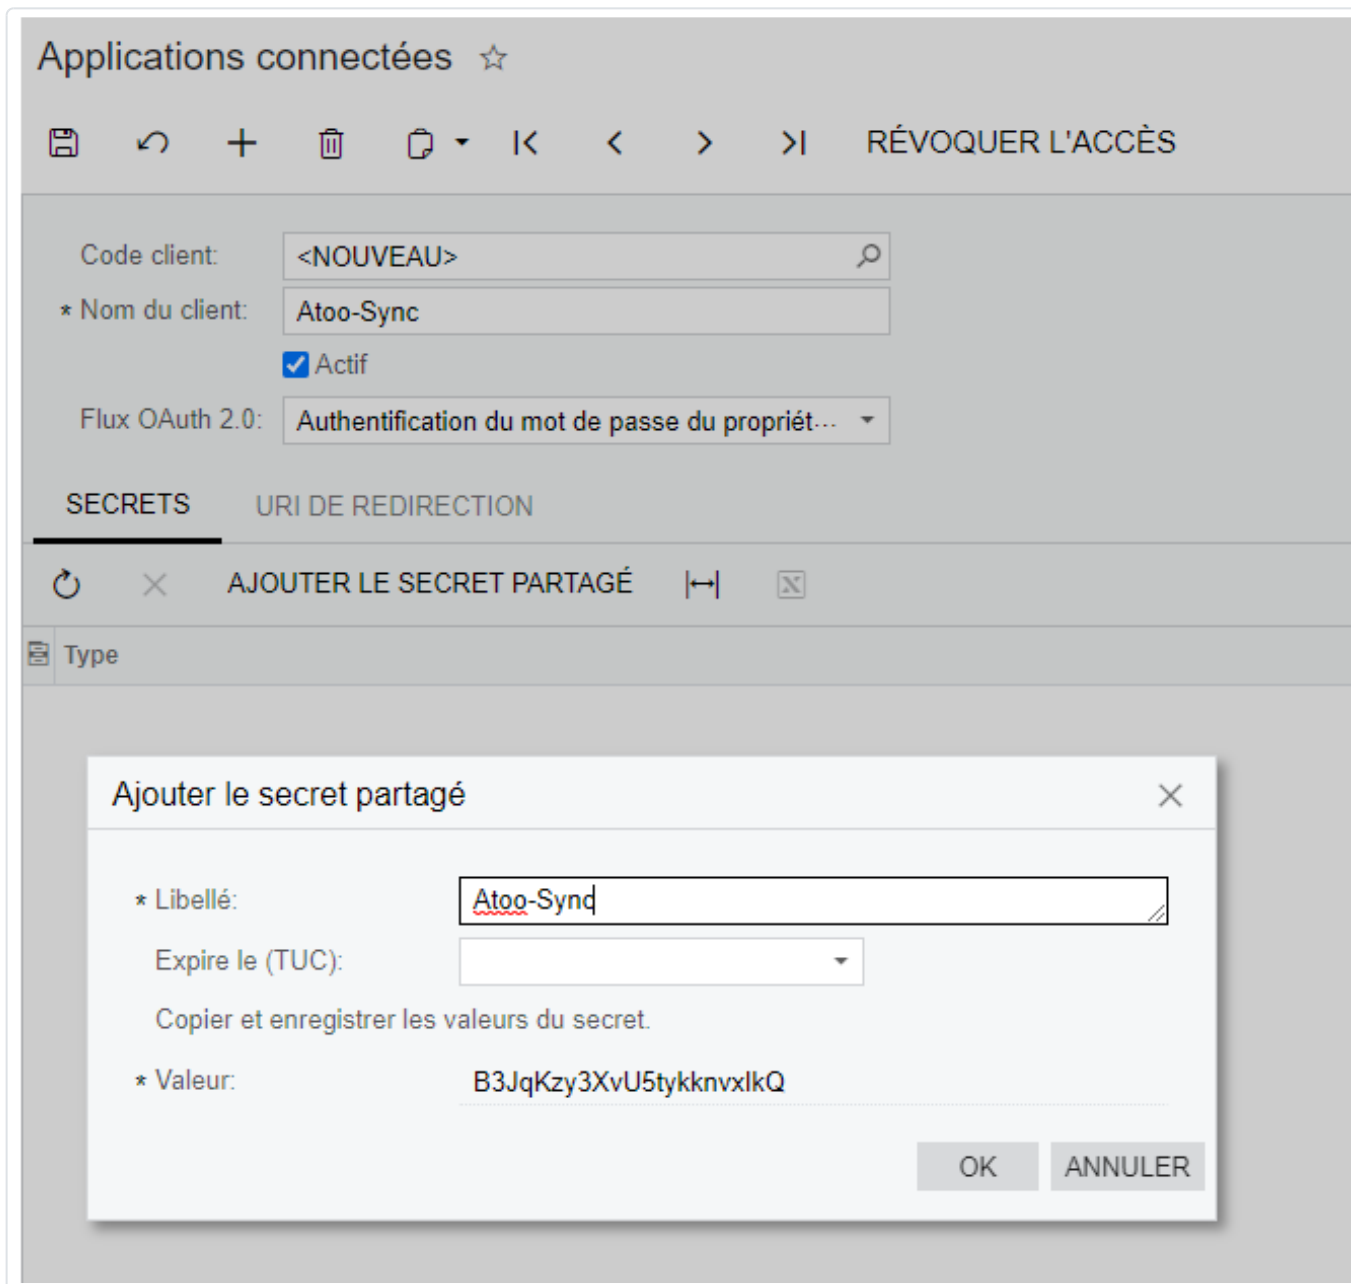 Applications connectées
RÉVOQUER L'ACCÈS
Code client: <NOUVEAU>
* Nom du client: Atoo-Sync
Actif
Flux OAuth 2.0: Authentification du mot de passe du propriét...
SECRETS URI DE REDIRECTION
AJOUTER LE SECRET PARTAGÉ
Type
Ajouter le secret partagé
* Libellé: Atoo-Sync
Expire le (TUC):
Copier et enregistrer les valeurs du secret.
* Valeur: B3JqKzy3XvU5tykknvxlkQ
OK ANNULER